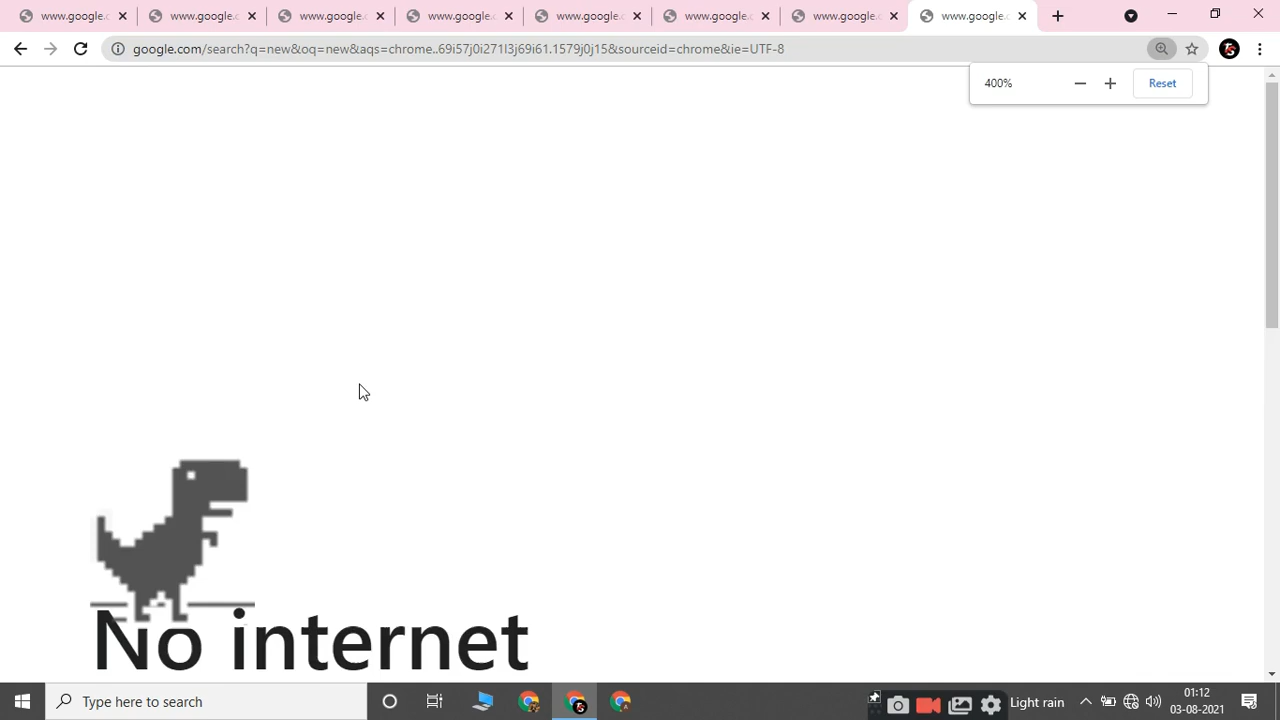 www.google.c
www.google.c
www.google.c
www.google.c
www.google.c
www.google.c
www.google.c
www.google.c
google.com/search?q=new&oq=new&aqs=chrome..69i57j0i271l3j69i61.1579j0j15&sourceid=chrome&ie=UTF-8
400%
Reset
No internet
Type here to search
Light rain
01:12
03-08-2021